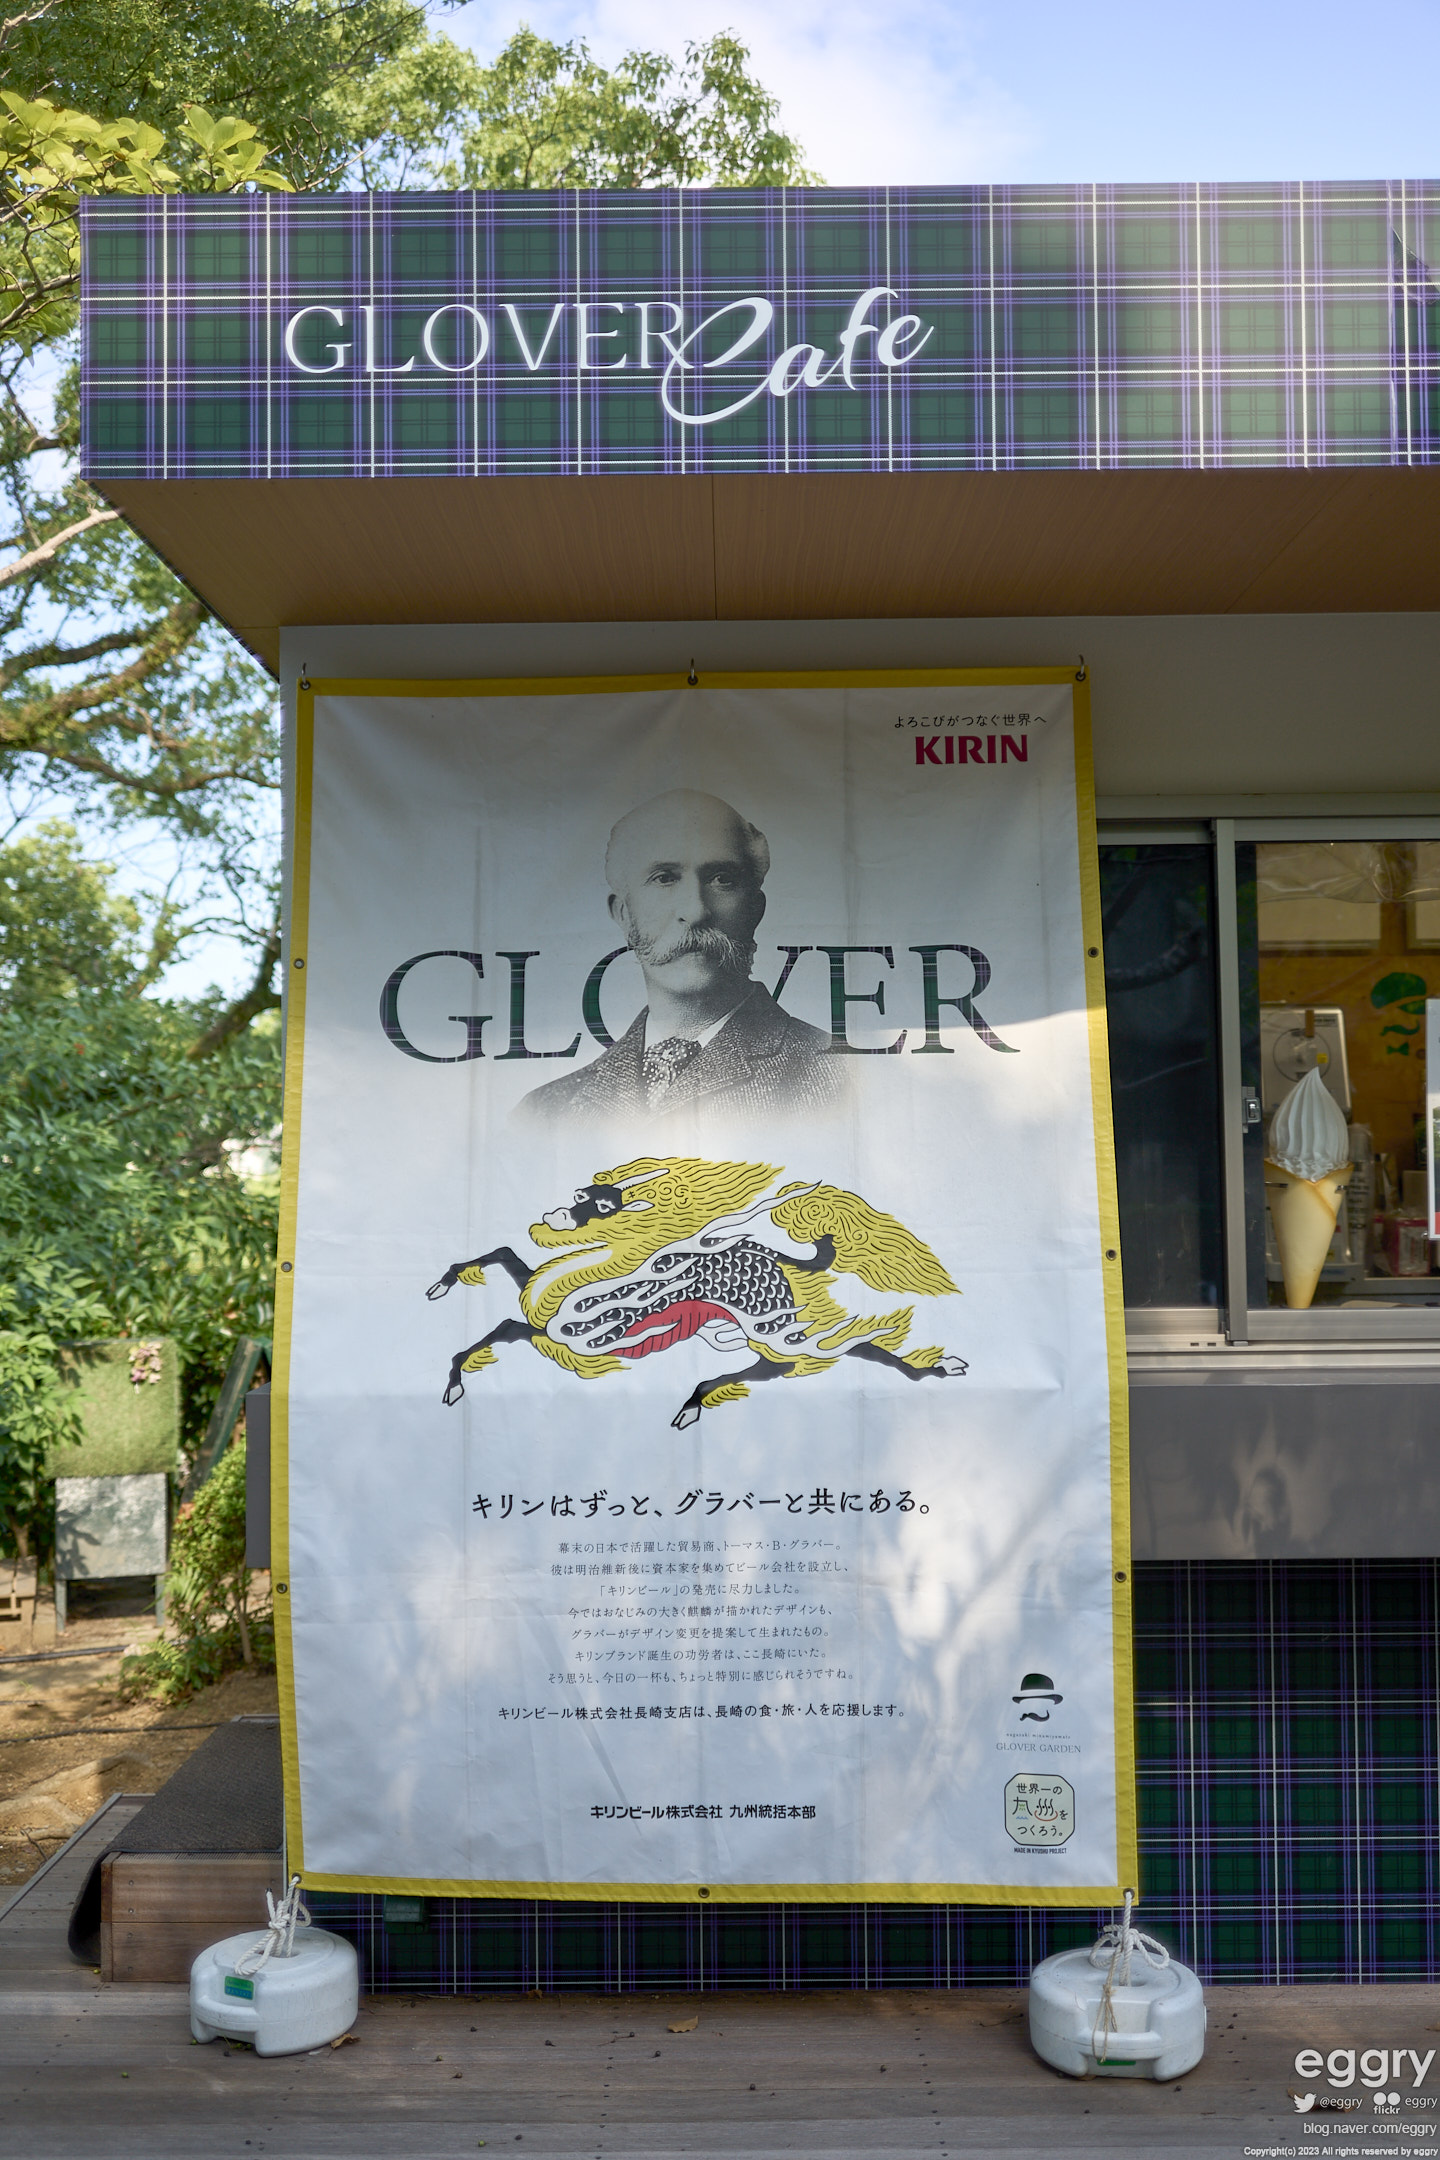 GLOVER Cafe
よろこびがつなぐ世界へ
KIRIN
GLOVER
キリンはずっと、グラバーと共にある。
幕末の日本で活躍した貿易商、トーマス・B・グラバー。
彼は明治維新後に資本家を集めてビール会社を設立し、
「キリンビール」の発売に尽力しました。
今ではおなじみの大きく麒麟が描かれたデザインも、
グラバーがデザイン変更を提案して生まれたもの。
キリンブランド誕生の功労者は、ここ長崎にいた。
そう思うと、今日の一杯も、ちょっと特別に感じられそうですね。
キリンビール株式会社長崎支店は、長崎の食・旅・人を応援します。
nagasaki minamiyamate
GLOVER GARDEN
世界一の
九州を
つくろう。
MADE IN KYUSHU PROJECT
キリンビール株式会社 九州統括本部
eggry
@eggry flickr eggry
blog.naver.com/eggry
Copyright(c) 2023 All rights reserved by eggry